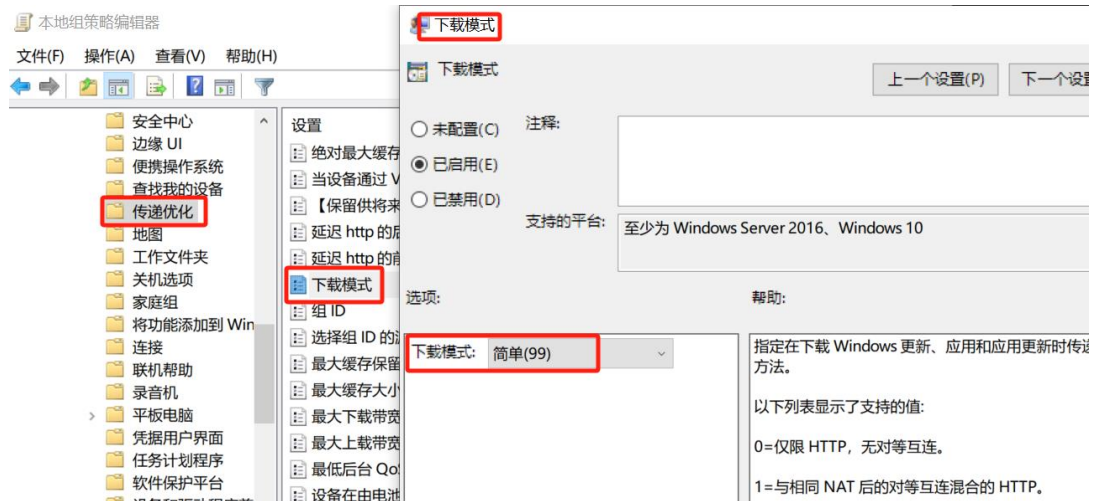 本地组策略编辑器
文件(F) 操作(A) 查看(V) 帮助(H)
安全中心
边缘 UI
便携操作系统
查找我的设备
传递优化
地图
工作文件夹
关机选项
家庭组
将功能添加到 Win
连接
联机帮助
录音机
平板电脑
凭据用户界面
任务计划程序
软件保护平台
设置
绝对最大缓存
当设备通过 V
【保留供将来
延迟 http 的后
延迟 http 的前
下载模式
组 ID
选择组 ID 的源
最大缓存保留
最大缓存大小
最大下载带宽
最大上载带宽
最低后台 QoS
设备在由电池
下载模式
下载模式
上一个设置(P) 下一个设置
未配置(C)
已启用(E)
已禁用(D)
注释:
支持的平台:
至少为 Windows Server 2016、Windows 10
选项:
帮助:
下载模式: 简单(99)
指定在下载 Windows 更新、应用和应用更新时传递
方法。
以下列表显示了支持的值:
0=仅限 HTTP，无对等互连。
1=与相同 NAT 后的对等互连混合的 HTTP。